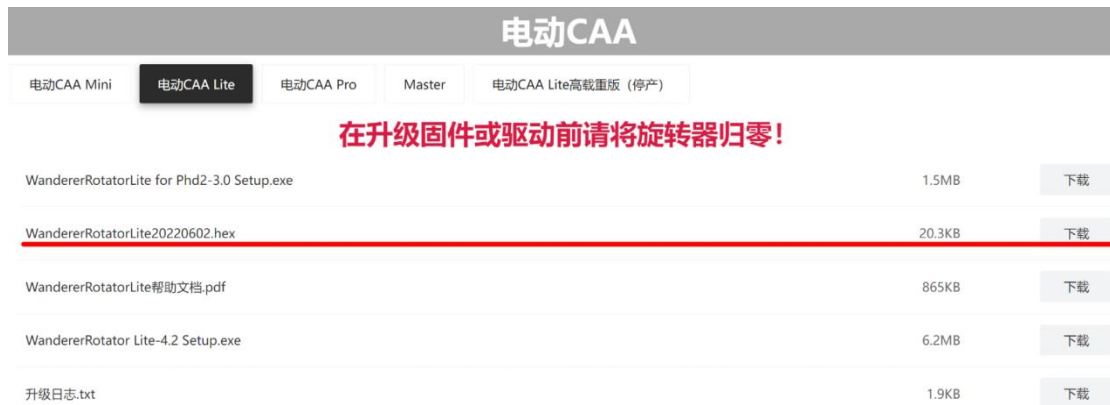 电动CAA
电动CAA Mini 电动CAA Lite 电动CAA Pro Master 电动CAA Lite高载重版（停产）
在升级固件或驱动前请将旋转器归零！
WandererRotatorLite for Phd2-3.0 Setup.exe 1.5MB 下载
WandererRotatorLite20220602.hex 20.3KB 下载
WandererRotatorLite帮助文档.pdf 865KB 下载
WandererRotator Lite-4.2 Setup.exe 6.2MB 下载
升级日志.txt 1.9KB 下载